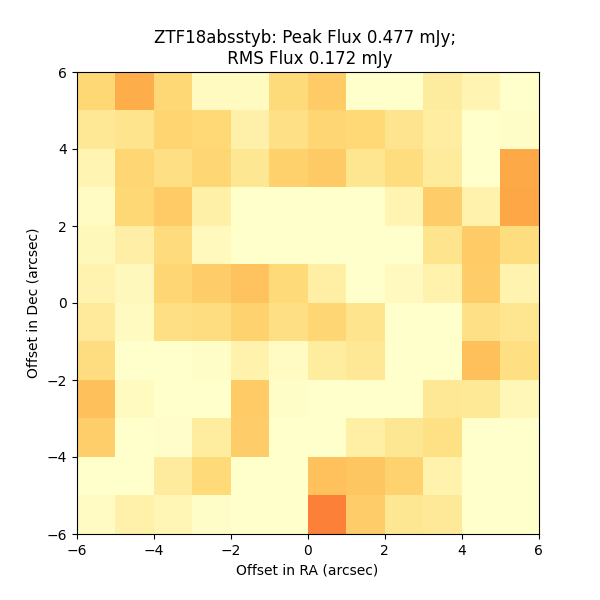 ZTF18absstyb: Peak Flux 0.477 mJy;
RMS Flux 0.172 mJy
6
4
2
0
−2
−4
−6
Offset in Dec (arcsec)
−6 −4 −2 0 2 4 6
Offset in RA (arcsec)